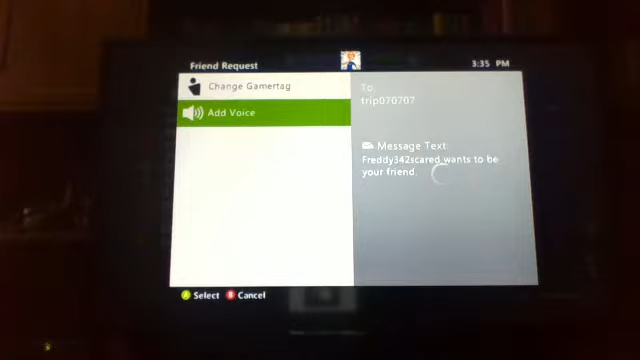 Friend Request
3:35 PM
Change Gamertag
Add Voice
To
trip070707
Message Text:
Freddy342scared wants to be
your friend.
A Select B Cancel